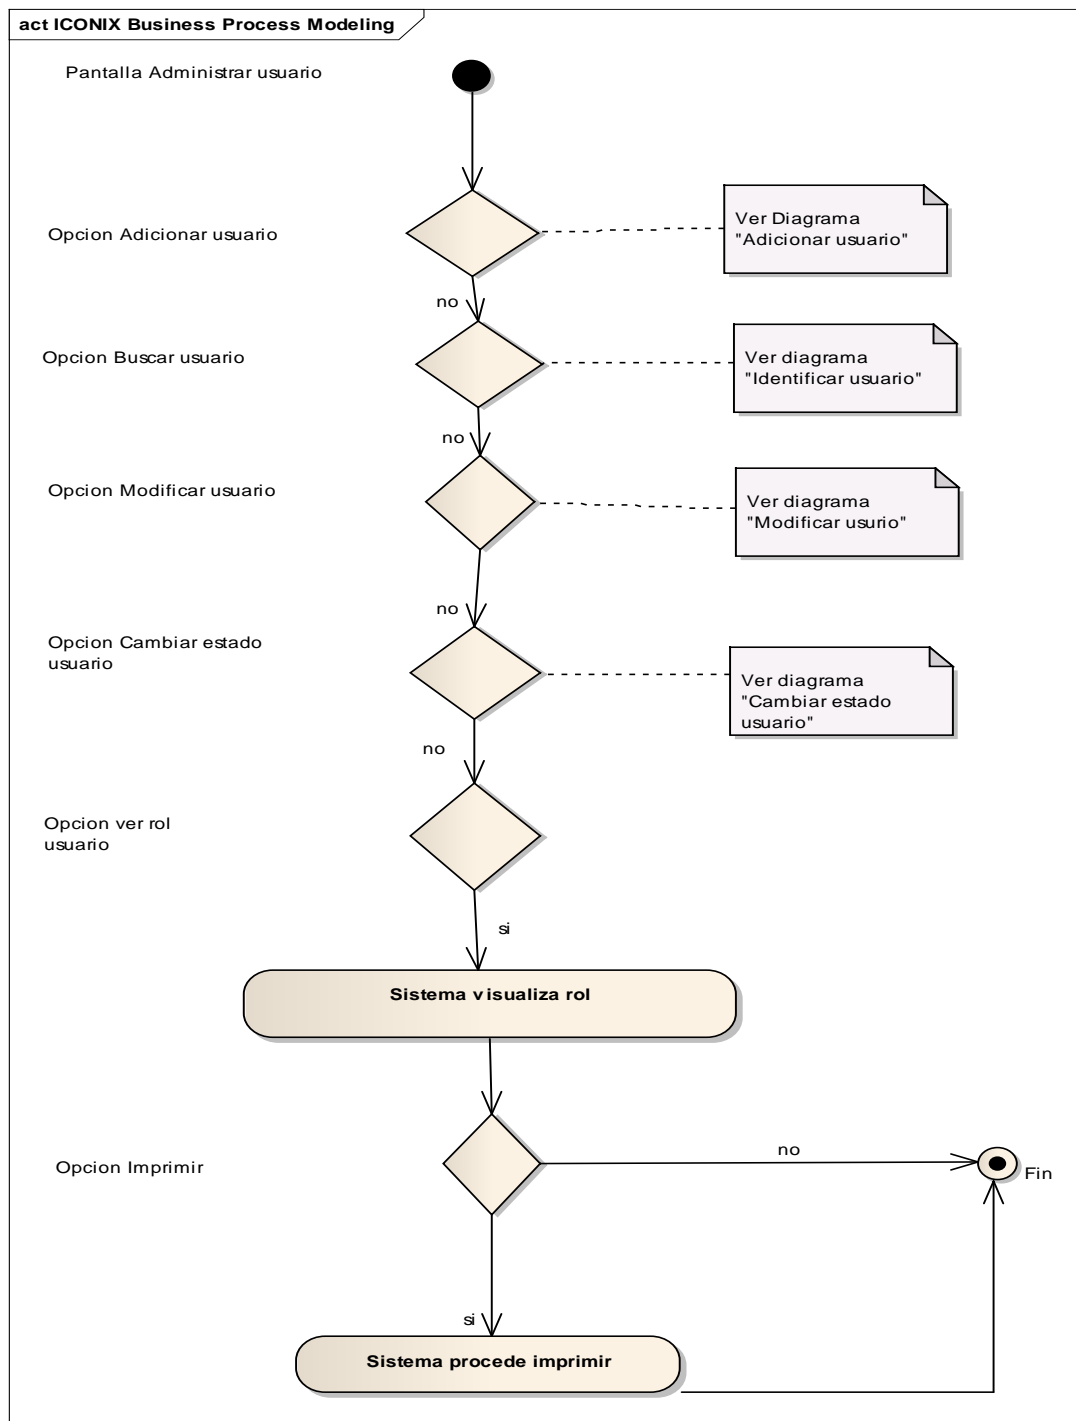 act ICONIX Business Process Modeling
Pantalla Administrar usuario
Opcion Adicionar usuario
Ver Diagrama
"Adicionar usuario"
no
Opcion Buscar usuario
Ver diagrama
"Identificar usuario"
no
Opcion Modificar usuario
Ver diagrama
"Modificar usurio"
no
Opcion Cambiar estado
usuario
Ver diagrama
"Cambiar estado
usuario"
no
Opcion ver rol
usuario
si
Sistema visualiza rol
Opcion Imprimir
no
Fin
si
Sistema procede imprimir